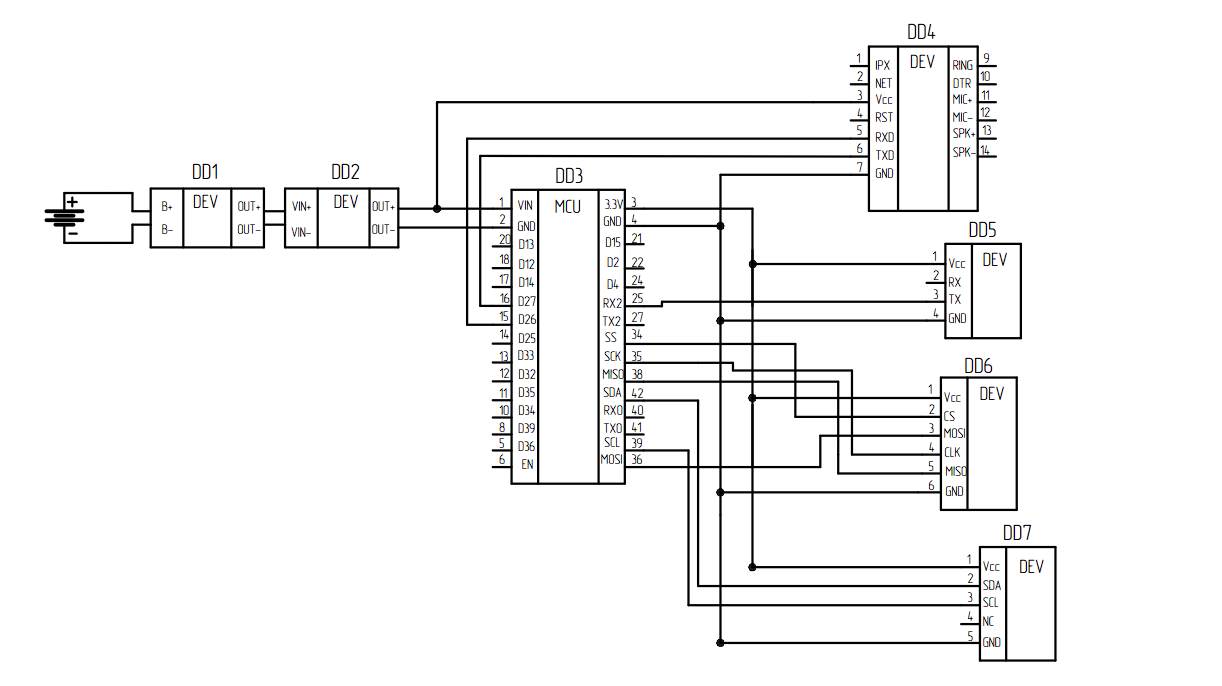 DD4
DEV
1 IPX
2 NET
3 Vcc
4 RST
5 RXD
6 TXD
7 GND
RING 9
DTR 10
MIC+ 11
MIC- 12
SPK+ 13
SPK- 14
DD1
+
-
B+
B-
DEV
OUT+
OUT-
DD2
VIN+
VIN-
DEV
OUT+
OUT-
DD3
MCU
1 VIN
2 GND
20 D13
18 D12
17 D14
16 D27
15 D26
14 D25
13 D33
12 D32
11 D35
10 D34
8 D39
5 D36
6 EN
3.3V 3
GND 4
D15 21
D2 22
D4 24
RX2 25
TX2 27
SS 34
SCK 35
MISO 38
SDA 42
RX0 40
TX0 41
SCL 39
MOSI 36
DD5
DEV
1 Vcc
2 RX
3 TX
4 GND
DD6
DEV
1 Vcc
2 CS
3 MOSI
4 CLK
5 MISO
6 GND
DD7
DEV
1 Vcc
2 SDA
3 SCL
4 NC
5 GND